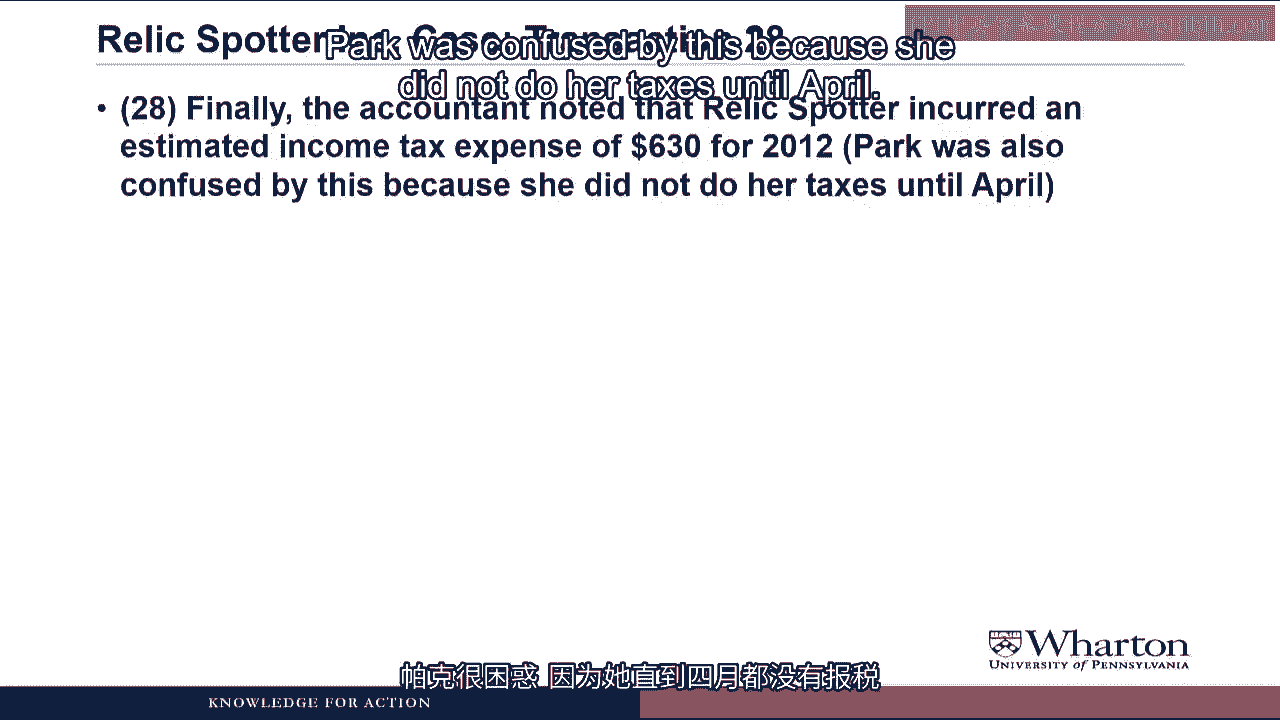 Relic Spotter Inc. Case: Transaction 28
Park was confused by this because she
did not do her taxes until April.
• (28) Finally, the accountant noted that Relic Spotter incurred an
estimated income tax expense of $630 for 2012 (Park was also
confused by this because she did not do her taxes until April)
Wharton
UNIVERSITY of PENNSYLVANIA
帕克很困惑 因为她直到四月都没有报税
KNOWLEDGE FOR ACTION